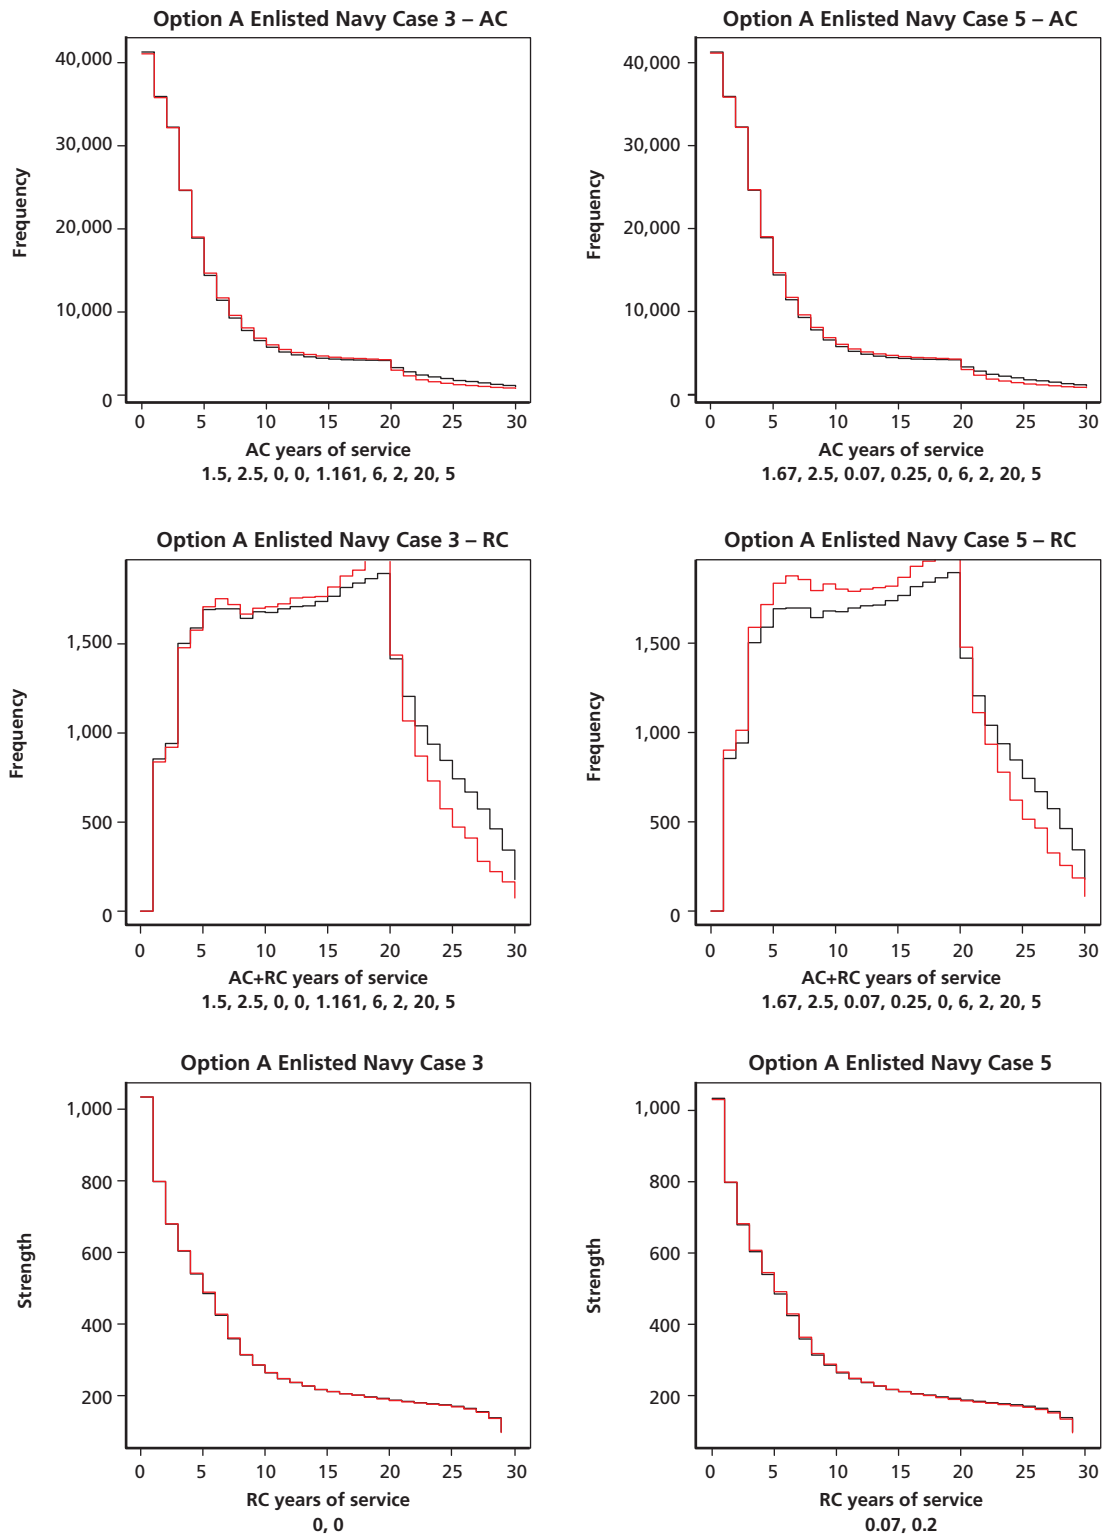 Option A Enlisted Navy Case 3 – AC
Frequency
40,000
30,000
20,000
10,000
0
0 5 10 15 20 25 30
AC years of service
1.5, 2.5, 0, 0, 1.161, 6, 2, 20, 5
Option A Enlisted Navy Case 5 – AC
Frequency
40,000
30,000
20,000
10,000
0
0 5 10 15 20 25 30
AC years of service
1.67, 2.5, 0.07, 0.25, 0, 6, 2, 20, 5
Option A Enlisted Navy Case 3 – RC
Frequency
1,500
1,000
500
0
0 5 10 15 20 25 30
AC+RC years of service
1.5, 2.5, 0, 0, 1.161, 6, 2, 20, 5
Option A Enlisted Navy Case 5 – RC
Frequency
1,500
1,000
500
0
0 5 10 15 20 25 30
AC+RC years of service
1.67, 2.5, 0.07, 0.25, 0, 6, 2, 20, 5
Option A Enlisted Navy Case 3
Strength
1,000
800
600
400
200
0 5 10 15 20 25 30
RC years of service
0, 0
Option A Enlisted Navy Case 5
Strength
1,000
800
600
400
200
0 5 10 15 20 25 30
RC years of service
0.07, 0.2